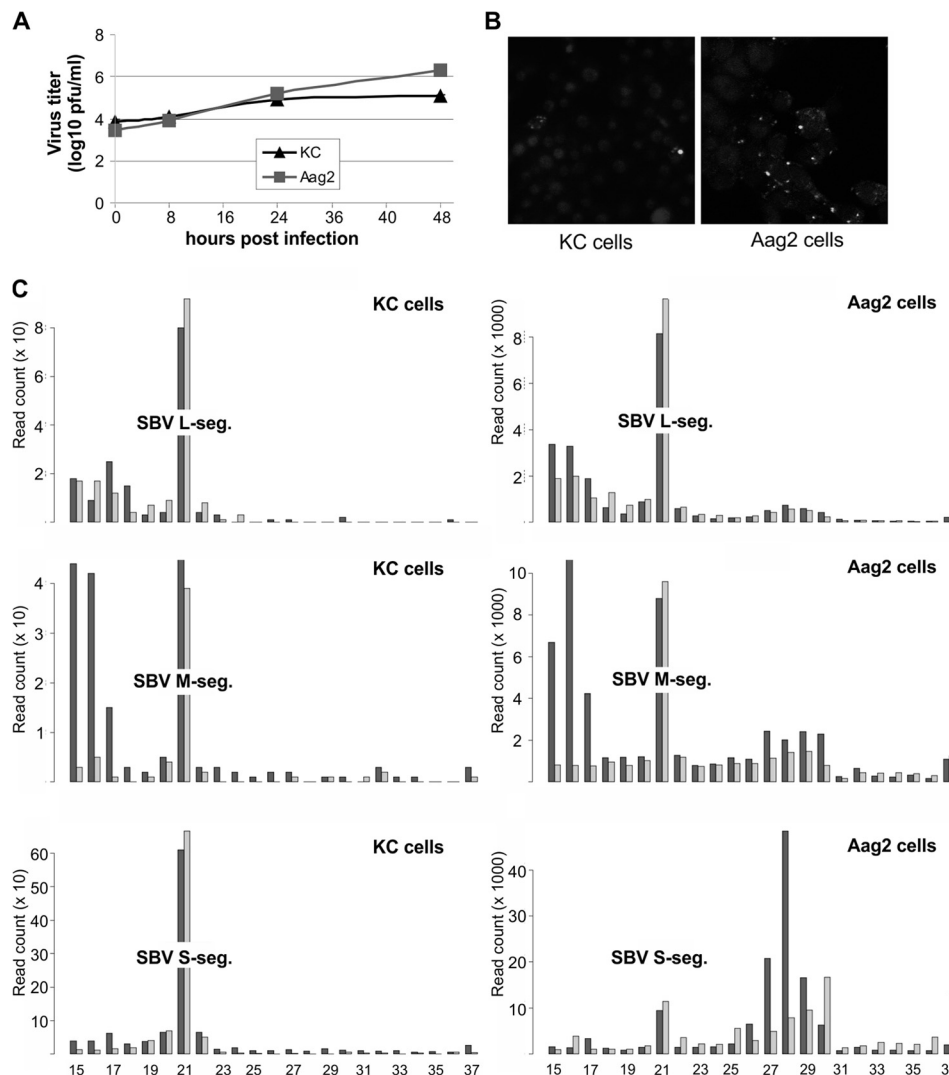 A
Virus titer
(log10 pfu/ml)
8
6
4
2
0
KC
Aag2
0 8 16 24 36 40 48
hours post infection
B
KC cells
Aag2 cells
C
KC cells
Read count (x 10)
8
6
4
2
SBV L-seg.
Aag2 cells
Read count (x 1000)
8
6
4
2
SBV L-seg.
KC cells
Read count (x 10)
4
3
2
1
SBV M-seg.
Aag2 cells
Read count (x 1000)
10
8
6
4
2
SBV M-seg.
KC cells
Read count (x 10)
60
50
40
30
20
10
SBV S-seg.
15 17 19 21 23 25 27 29 31 33 35 37
Aag2 cells
Read count (x 1000)
40
30
20
10
SBV S-seg.
15 17 19 21 23 25 27 29 31 33 35